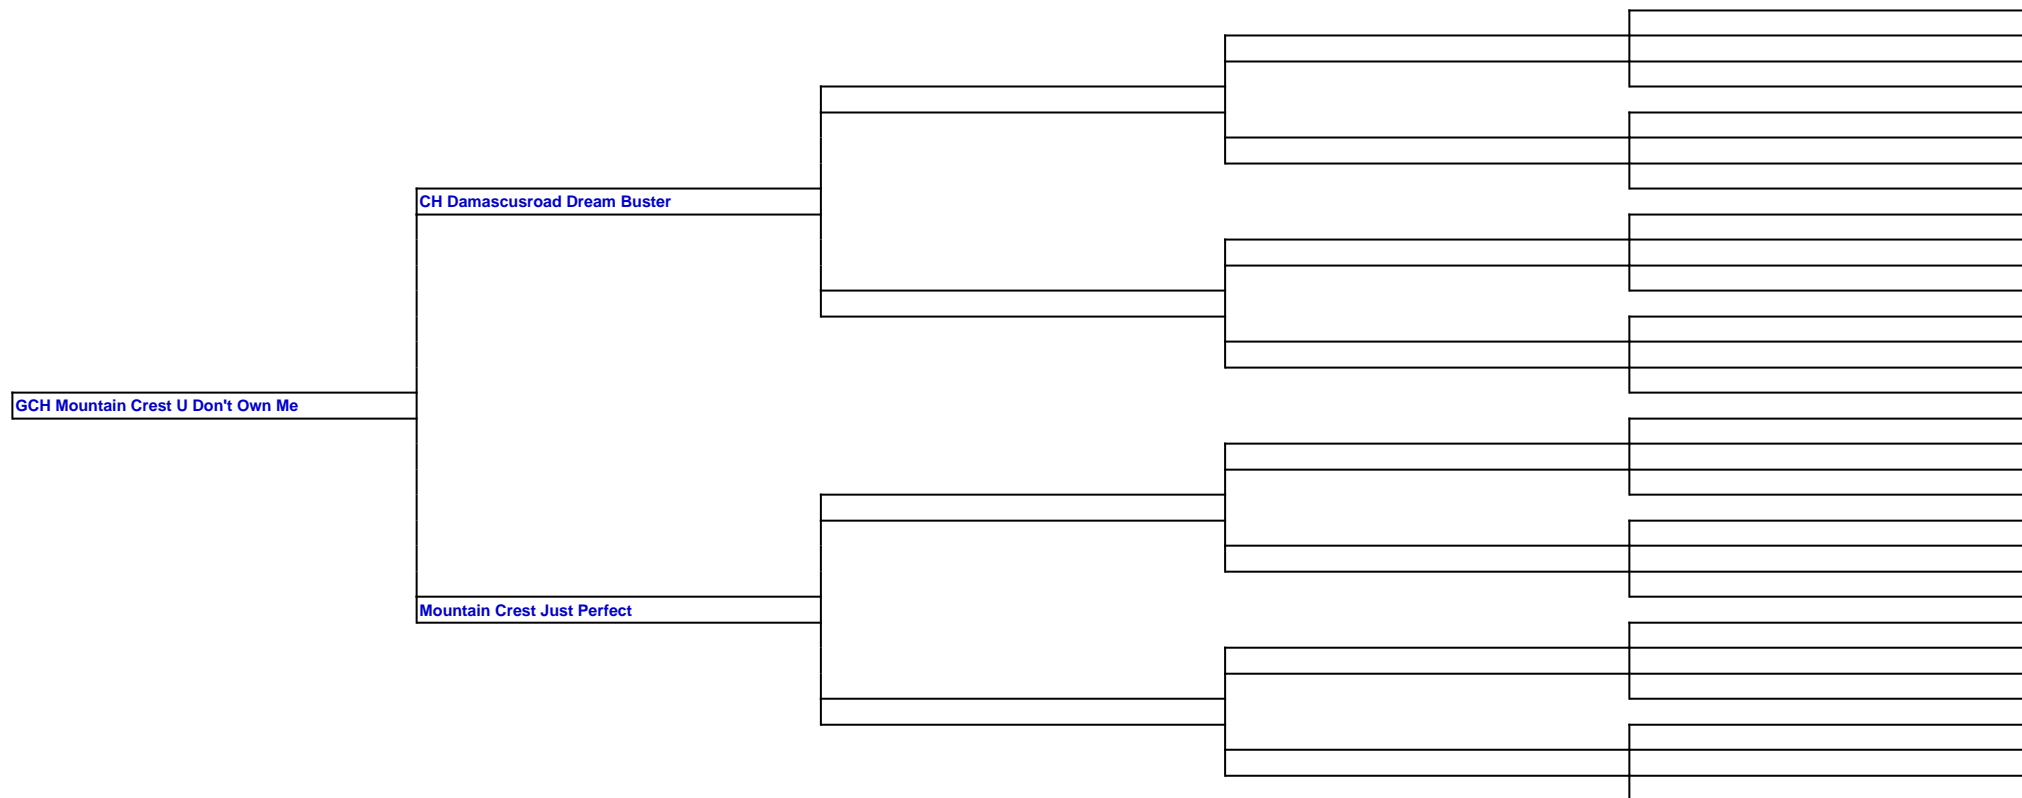 CH Damascusroad Dream Buster
GCH Mountain Crest U Don't Own Me
Mountain Crest Just Perfect